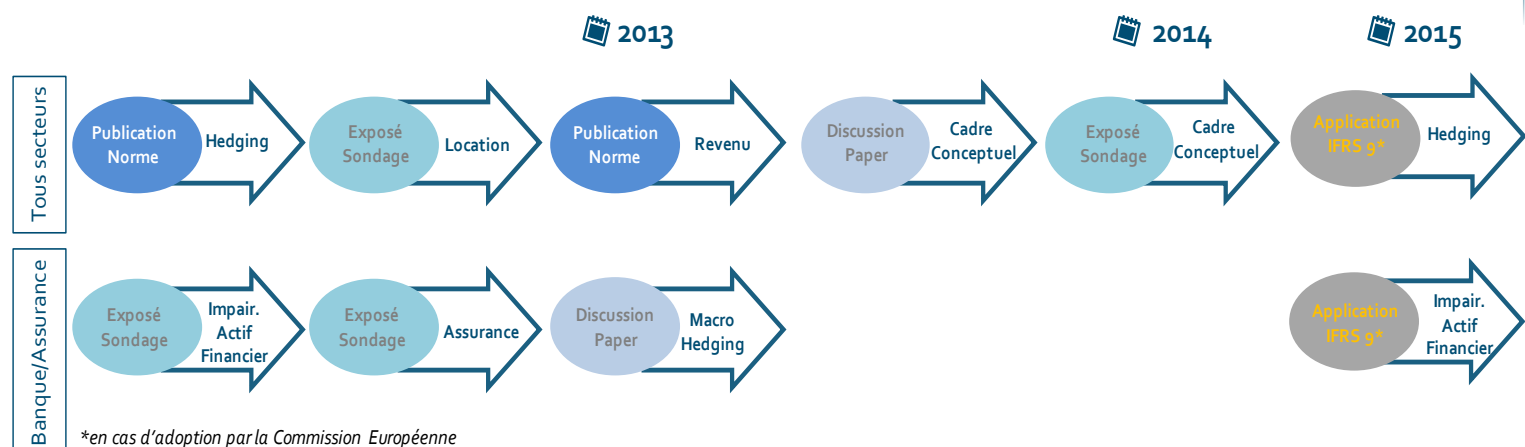 2013
2014
2015
Tous secteurs
Publication
Norme
Hedging
Exposé
Sondage
Location
Publication
Norme
Revenu
Discussion
Paper
Cadre
Conceptuel
Exposé
Sondage
Cadre
Conceptuel
Application
IFRS 9*
Hedging
Banque/Assurance
Exposé
Sondage
Impair.
Actif
Financier
Exposé
Sondage
Assurance
Discussion
Paper
Macro
Hedging
Application
IFRS 9*
Impair.
Actif
Financier
*en cas d'adoption par la Commission Européenne